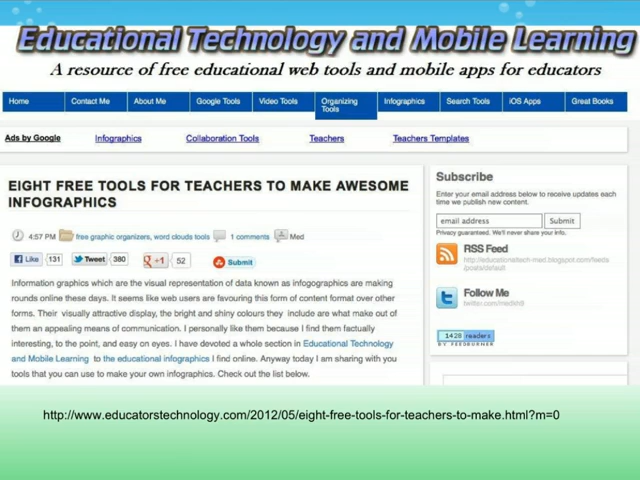 Educational Technology and Mobile Learning
A resource of free educational web tools and mobile apps for educators
Home
Contact Me
About Me
Google Tools
Video Tools
Organizing
Tools
Infographics
Search Tools
iOS Apps
Great Books
Ads by Google
Infographics
Collaboration Tools
Teachers
Teachers Templates
EIGHT FREE TOOLS FOR TEACHERS TO MAKE AWESOME
INFOGRAPHICS
4:57 PM free graphic organizers, word clouds tools 1 comments Med
Like 131 Tweet 380 +1 52 Submit
Information graphics which are the visual representation of data known as infogographics are making
rounds online these days. It seems like web users are favouring this form of content format over other
forms. Their visually attractive display, the bright and shiny colours they include are what make out of
them an appealing means of communication. I personally like them because I find them factually
interesting, to the point, and easy on eyes. I have devoted a whole section in Educational Technology
and Mobile Learning to the educational infographics I find online. Anyway today I am sharing with you
tools that you can use to make your own infographics. Check out the list below.
Subscribe
Enter your email address below to receive updates each
time we publish new content.
email address Submit
Privacy guaranteed. We'll never share your info.
RSS Feed
http://educationaltech-med.blogspot.com/feeds
/posts/default
Follow Me
twitter.com/medkh9
1428 readers
BY FEEDBURNER
http://www.educatorstechnology.com/2012/05/eight-free-tools-for-teachers-to-make.html?m=0